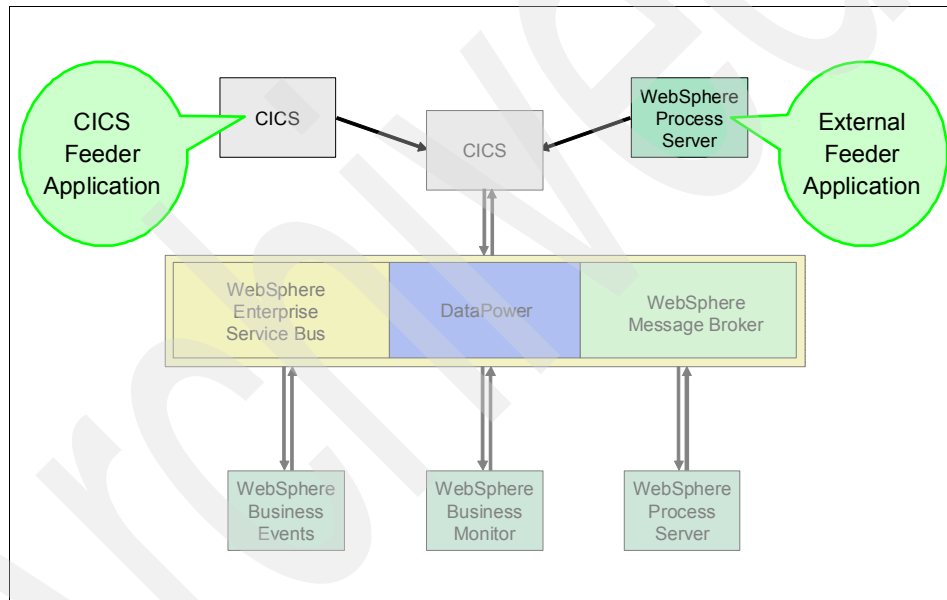 CICS
Feeder
Application
CICS
CICS
WebSphere
Process
Server
External
Feeder
Application
WebSphere
Enterprise
Service Bus
DataPower
WebSphere
Message Broker
WebSphere
Business
Events
WebSphere
Business
Monitor
WebSphere
Process
Server
Archived